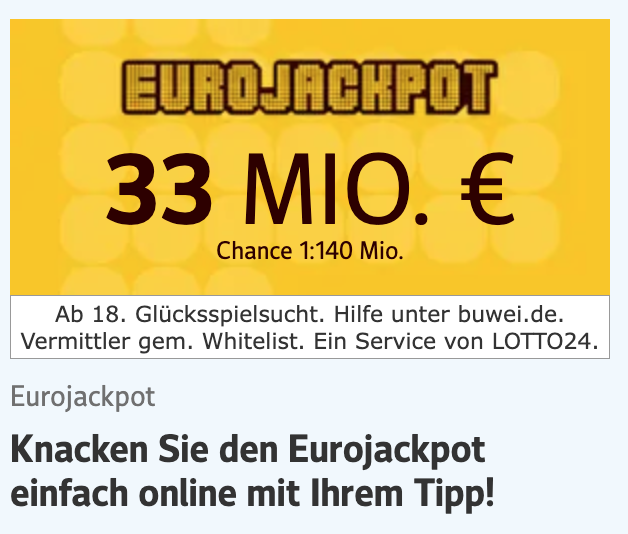 EUROJACKPOT
33 MIO. €
Chance 1:140 Mio.
Ab 18. Glücksspielsucht. Hilfe unter buwei.de.
Vermittler gem. Whitelist. Ein Service von LOTTO24.
Eurojackpot
Knacken Sie den Eurojackpot
einfach online mit Ihrem Tipp!